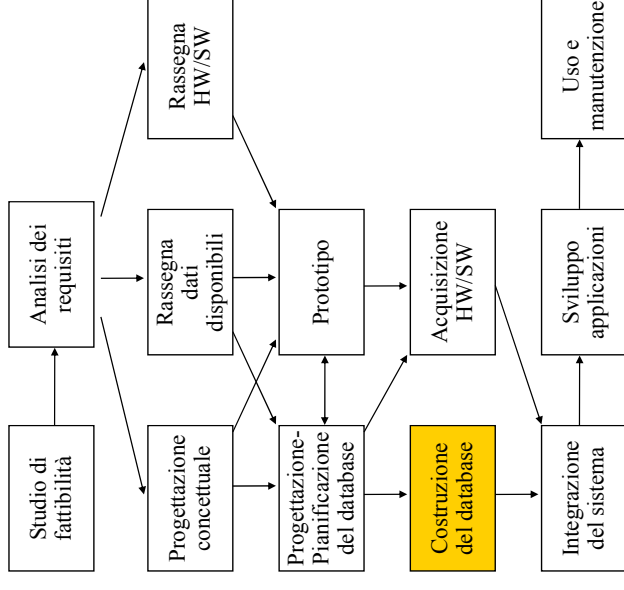 Studio di
fattibilità
Analisi dei
requisiti
Progettazione
concettuale
Rassegna
dati
disponibili
Rassegna
HW/SW
Progettazione-
Pianificazione
del database
Prototipo
Costruzione
del database
Acquisizione
HW/SW
Integrazione
del sistema
Sviluppo
applicazioni
Uso e
manutenzione